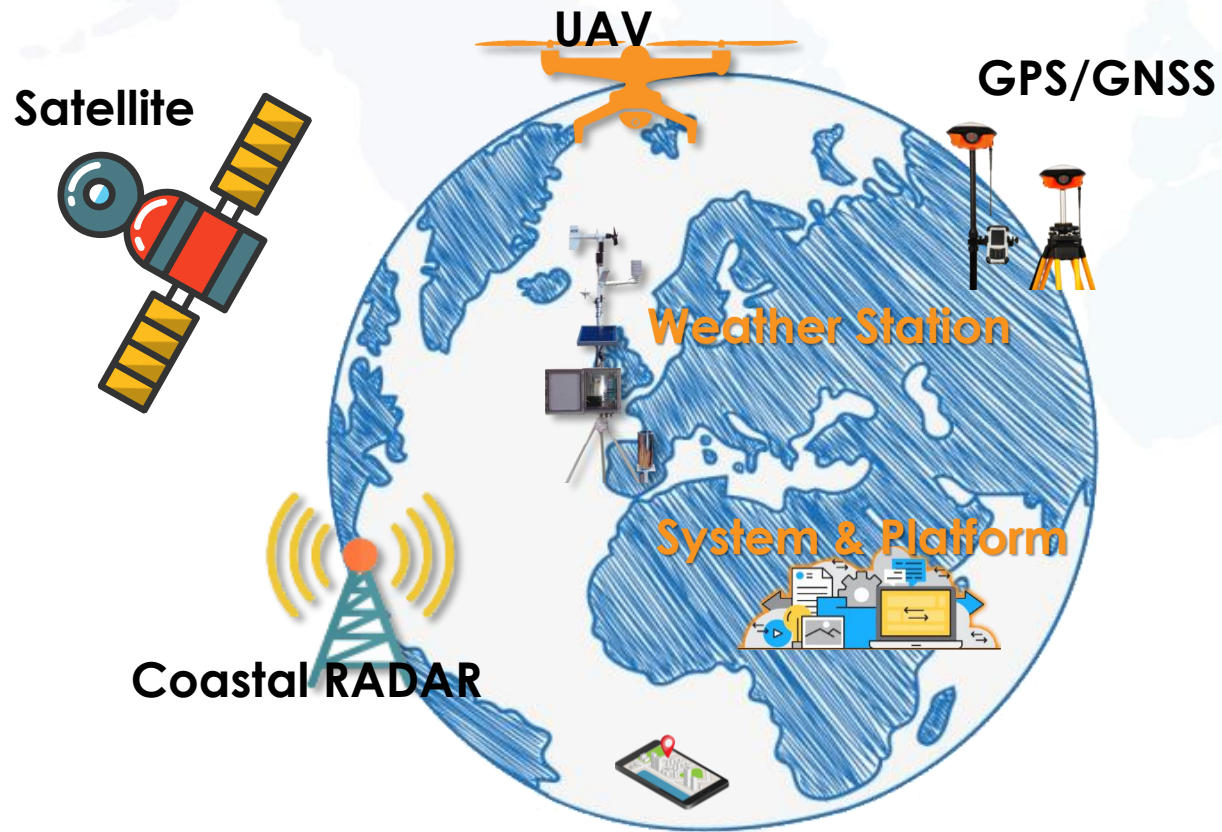 UAV
GPS/GNSS
Satellite
Weather Station
System & Platform
Coastal RADAR